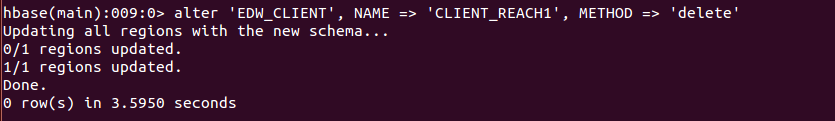 hbase(main):009:0> alter 'EDW_CLIENT', NAME => 'CLIENT_REACH1', METHOD => 'delete'
Updating all regions with the new schema...
0/1 regions updated.
1/1 regions updated.
Done.
0 row(s) in 3.5950 seconds